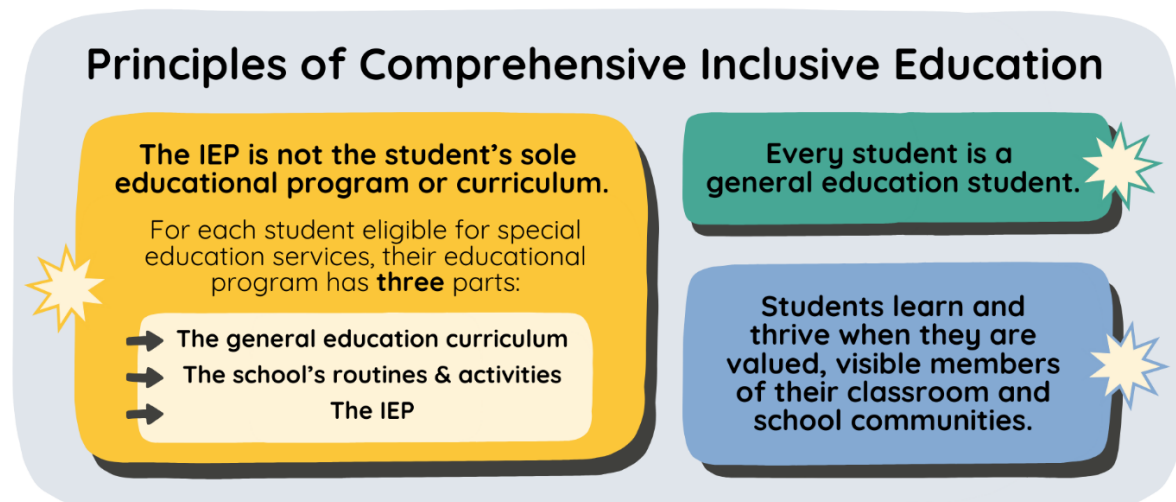 Principles of Comprehensive Inclusive Education
The IEP is not the student's sole
educational program or curriculum.
For each student eligible for special
education services, their educational
program has three parts:
The general education curriculum
The school's routines & activities
The IEP
Every student is a
general education student.
Students learn and
thrive when they are
valued, visible members
of their classroom and
school communities.